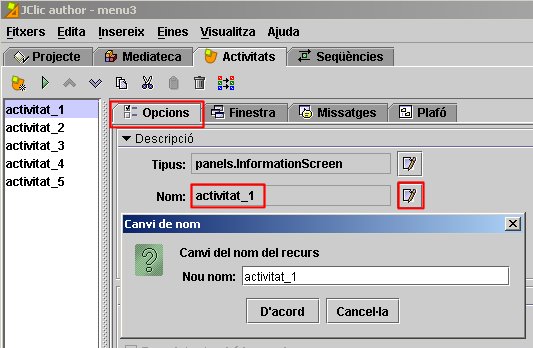 JClic author - menu3
Fitxers Edita Insereix Eines Visualitza Ajuda
Projecte Mediateca Activitats Seqüències
activitat_1
activitat_2
activitat_3
activitat_4
activitat_5
Opcions Finestra Missatges Plafó
Descripció
Tipus: panels.InformationScreen
Nom: activitat_1
Canvi de nom
Canvi del nom del recurs
Nou nom: activitat_1
D'acord Cancel·la